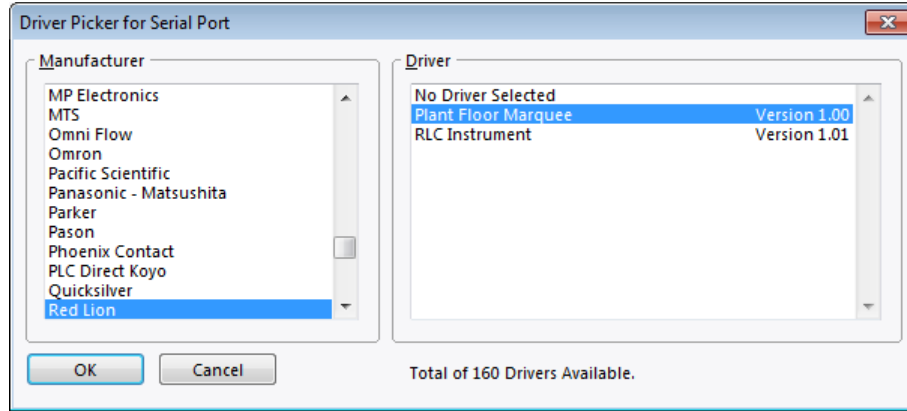 Driver Picker for Serial Port
Manufacturer
MP Electronics
MTS
Omni Flow
Omron
Pacific Scientific
Panasonic - Matsushita
Parker
Pason
Phoenix Contact
PLC Direct Koyo
Quicksilver
Red Lion
Driver
No Driver Selected
Plant Floor Marquee Version 1.00
RLC Instrument Version 1.01
OK Cancel Total of 160 Drivers Available.